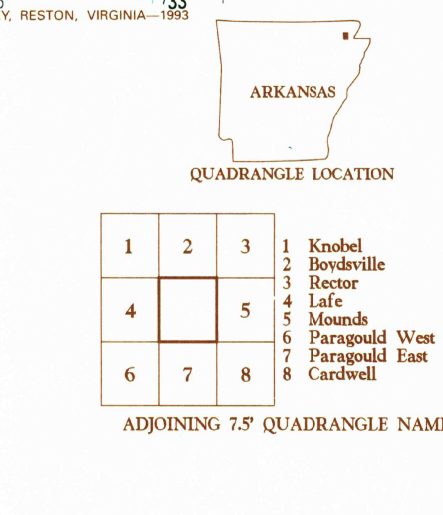 33
Y, RESTON, VIRGINIA—1993
ARKANSAS
QUADRANGLE LOCATION
1 2 3
4 5
6 7 8
1 Knobel
2 Boydsville
3 Rector
4 Lafe
5 Mounds
6 Paragould West
7 Paragould East
8 Cardwell
ADJOINING 7.5' QUADRANGLE NAM